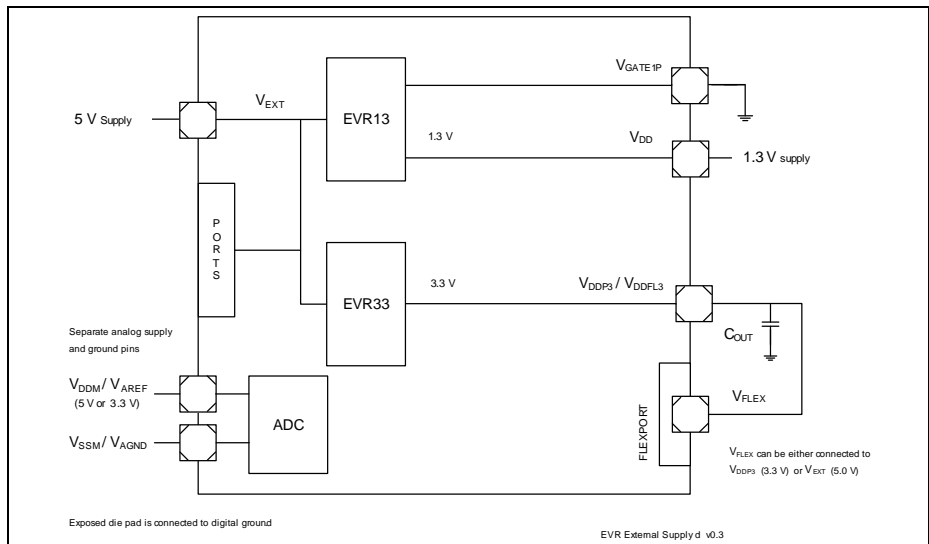 VGATE1P
VEXT
5 V Supply
EVR13
1.3 V
VDD
1.3 V supply
PORTS
EVR33
3.3 V
VDDP3 / VDDFL3
COUT
Separate analog supply
and ground pins
VDDM / VAREF
(5 V or 3.3 V)
ADC
VSSM / VAGND
FLEXPORT
VFLEX
VFLEX can be either connected to
VDDP3 (3.3 V) or VEXT (5.0 V)
Exposed die pad is connected to digital ground
EVR External Supply d v0.3